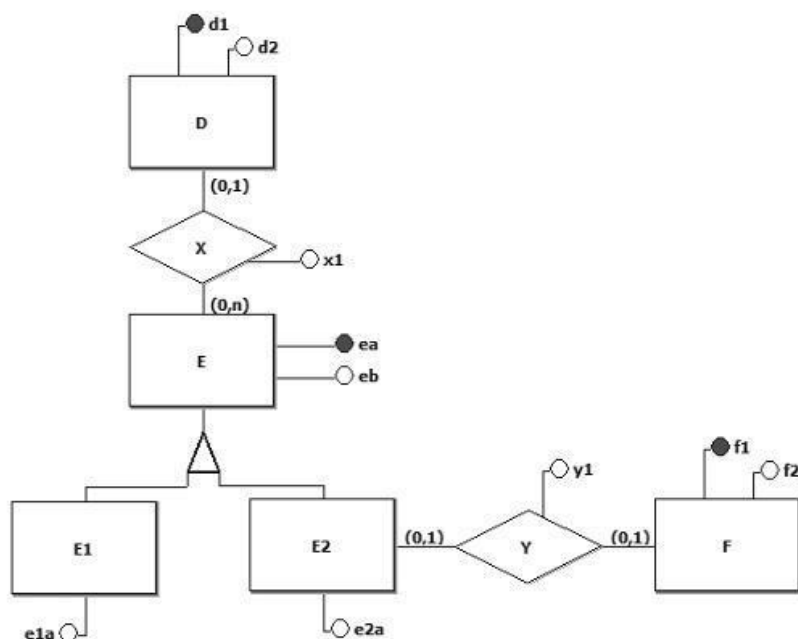 d1
d2
D
(0,1)
X
x1
(0,n)
E
ea
eb
E1
E2
(0,1)
Y
y1
(0,1)
F
f1
f2
e1a
e2a